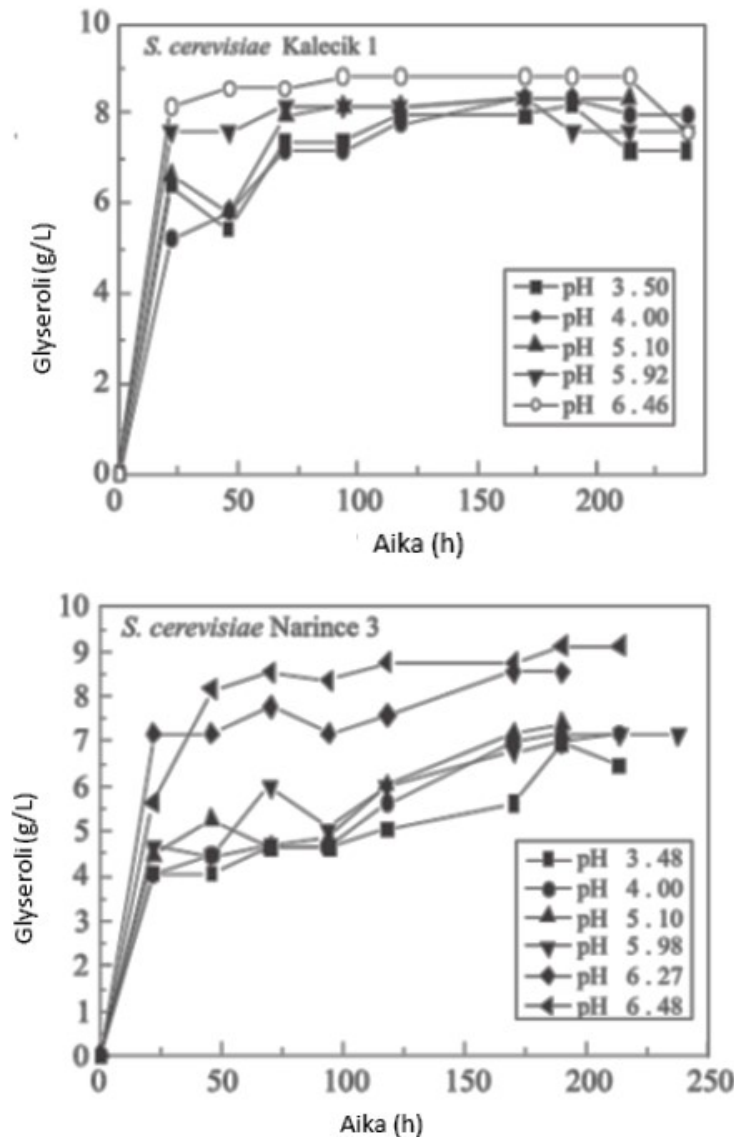 10
S. cerevisiae Kalecik 1
8
6
4
2
0
Glyseroli (g/L)
pH 3.50
pH 4.00
pH 5.10
pH 5.92
pH 6.46
0 50 100 150 200
Aika (h)
10
S. cerevisiae Narince 3
9
8
7
6
5
4
3
2
1
0
Glyseroli (g/L)
pH 3.48
pH 4.00
pH 5.10
pH 5.98
pH 6.27
pH 6.48
0 50 100 150 200 250
Aika (h)